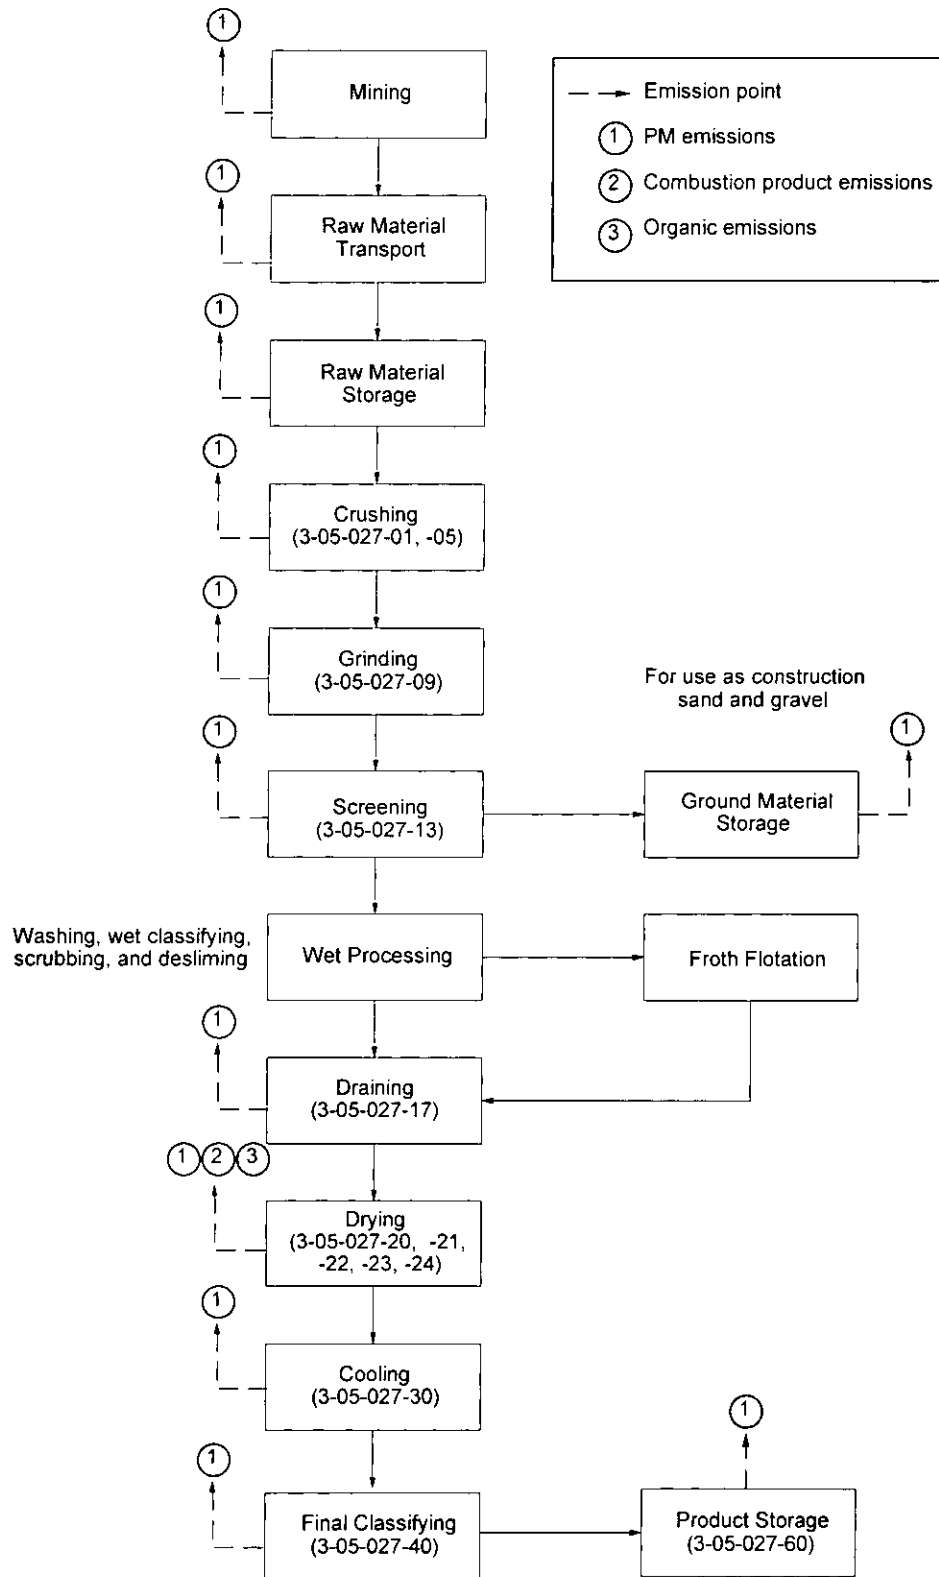 1
Mining
Emission point
1 PM emissions
2 Combustion product emissions
3 Organic emissions
1
Raw Material
Transport
1
Raw Material
Storage
1
Crushing
(3-05-027-01, -05)
1
Grinding
(3-05-027-09)
For use as construction
sand and gravel
1
1
Screening
(3-05-027-13)
Ground Material
Storage
Washing, wet classifying,
scrubbing, and desliming
Wet Processing
Froth Flotation
1
Draining
(3-05-027-17)
1 2 3
Drying
(3-05-027-20, -21,
-22, -23, -24)
1
Cooling
(3-05-027-30)
1
1
Final Classifying
(3-05-027-40)
Product Storage
(3-05-027-60)